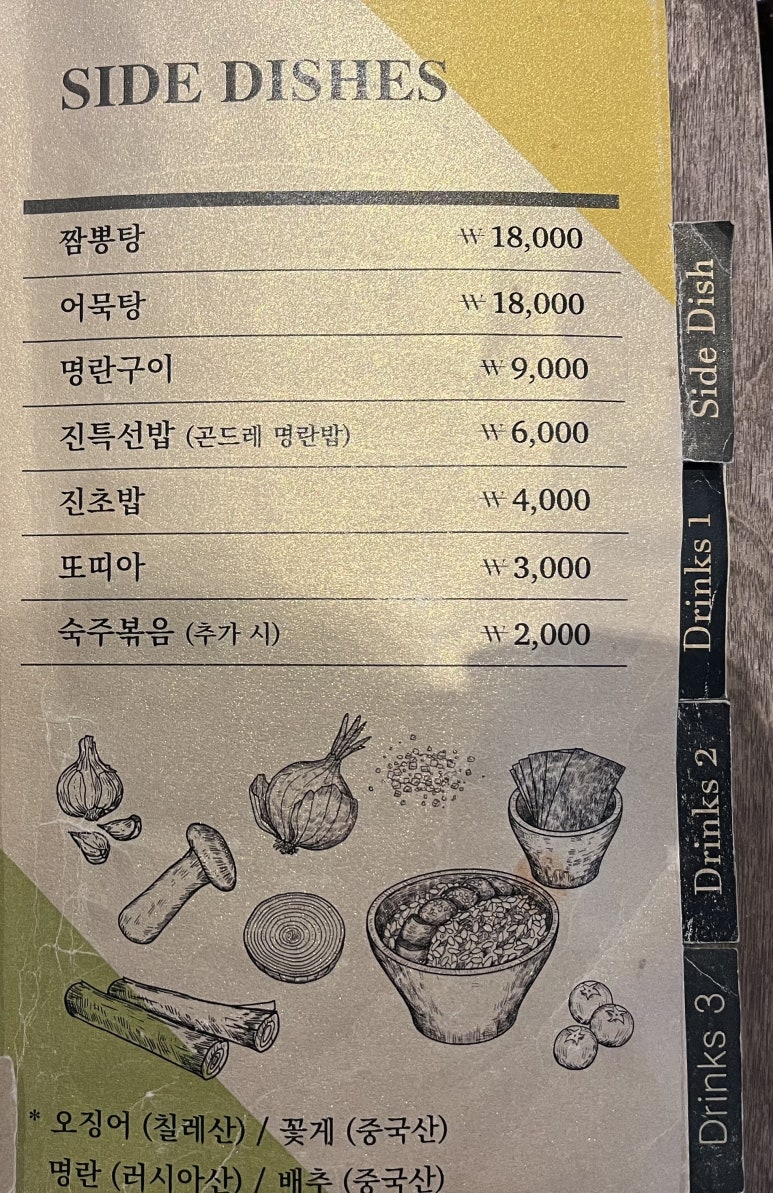 SIDE DISHES
짬뽕탕 ₩ 18,000
어묵탕 ₩ 18,000
명란구이 ₩ 9,000
진특선밥 (곤드레 명란밥) ₩ 6,000
진초밥 ₩ 4,000
또띠아 ₩ 3,000
숙주볶음 (추가 시) ₩ 2,000
* 오징어 (칠레산) / 꽃게 (중국산)
명란 (러시아산) / 배추 (중국산)
Side Dish
Drinks 1
Drinks 2
Drinks 3